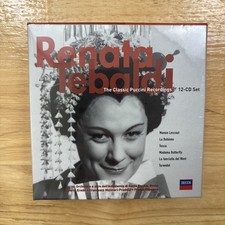 Renata
Tebaldi
The Classic Puccini Recordings 12-CD Set
Manon Lescaut
La Bohème
Tosca
Madama Butterfly
La fanciulla del West
Turandot
DECCA